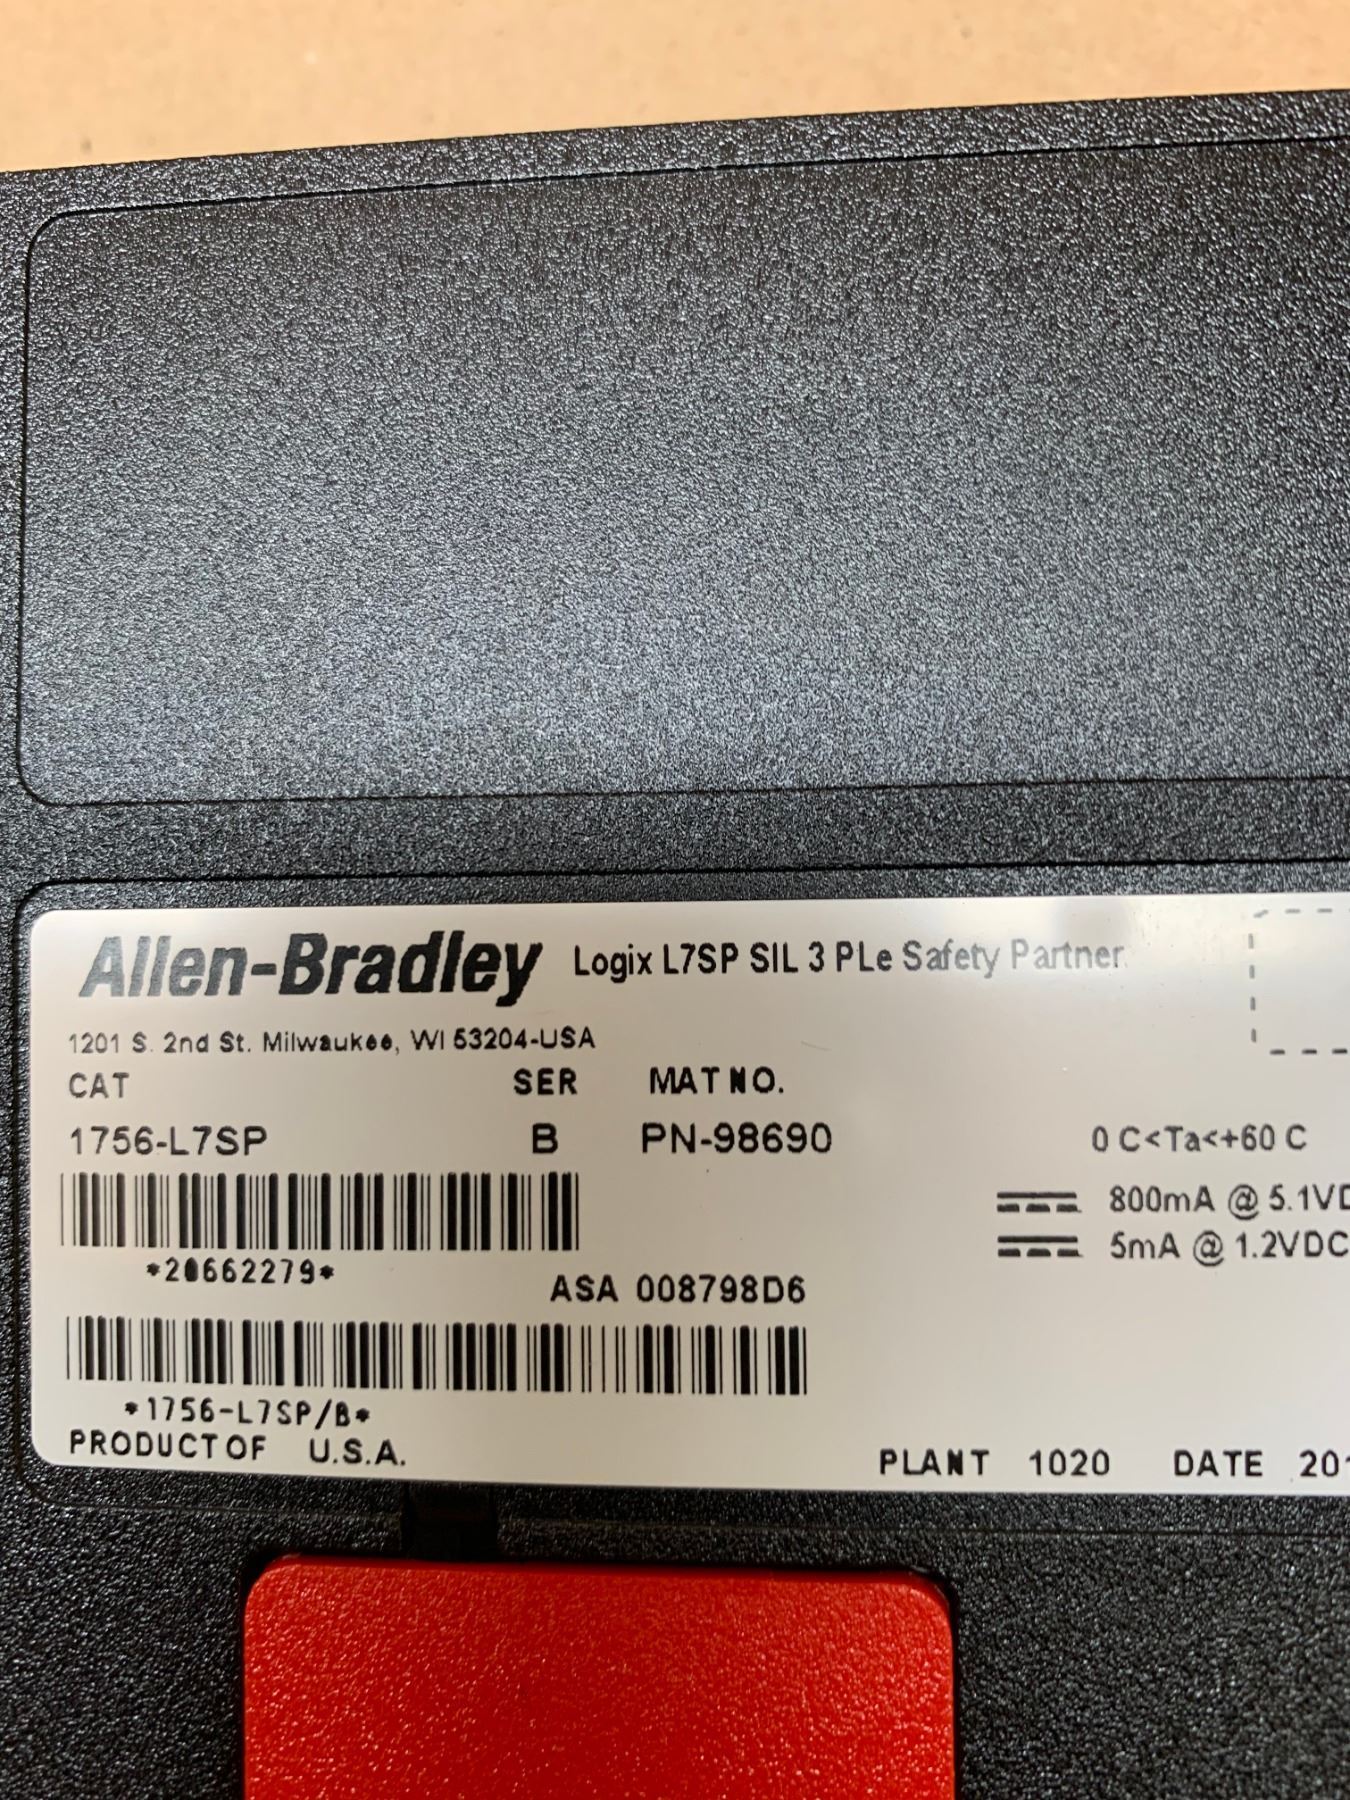 Allen-Bradley Logix L7SP SIL 3 PLe Safety Partner
1201 S. 2nd St. Milwaukee, WI 53204-USA
CAT SER MAT NO.
1756-L7SP B PN-98690 0 C<Ta<+60 C
800mA @ 5.1VD
5mA @ 1.2VDC
*20662279*
ASA 008798D6
*1756-L7SP/B*
PRODUCT OF U.S.A.
PLANT 1020 DATE 201